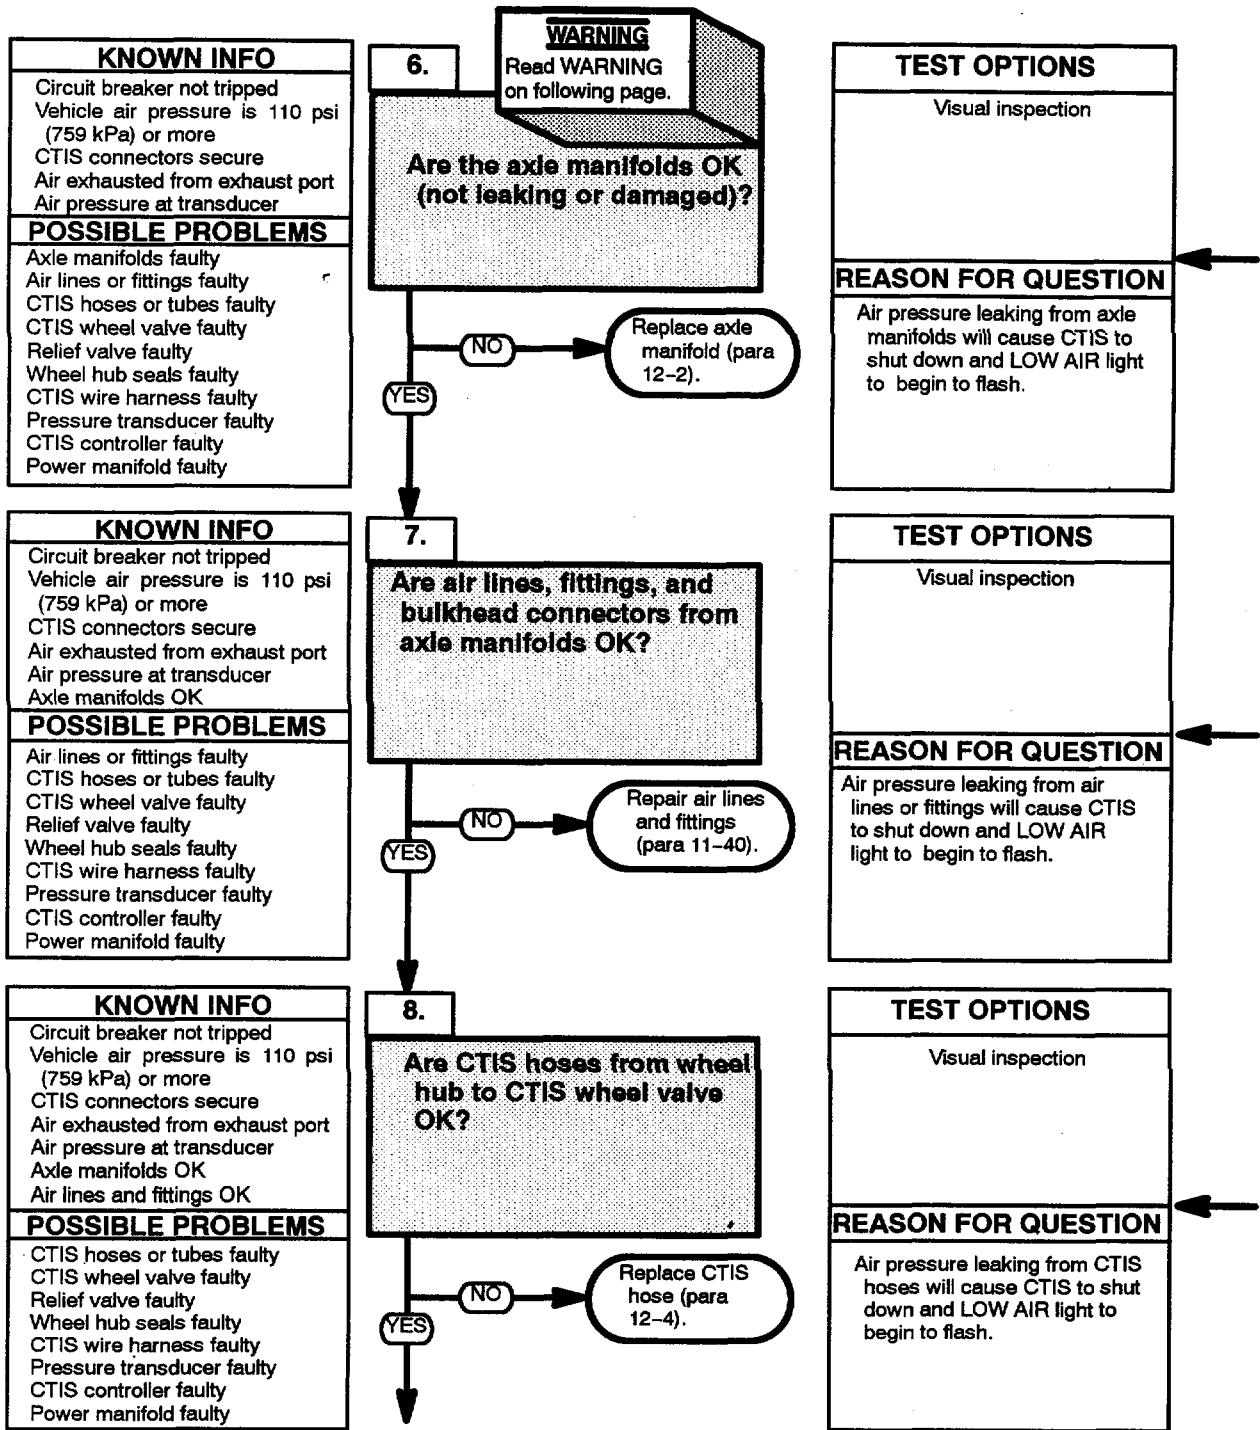 KNOWN INFO
Circuit breaker not tripped
Vehicle air pressure is 110 psi
(759 kPa) or more
CTIS connectors secure
Air exhausted from exhaust port
Air pressure at transducer
POSSIBLE PROBLEMS
Axle manifolds faulty
Air lines or fittings faulty
CTIS hoses or tubes faulty
CTIS wheel valve faulty
Relief valve faulty
Wheel hub seals faulty
CTIS wire harness faulty
Pressure transducer faulty
CTIS controller faulty
Power manifold faulty
6.
WARNING
Read WARNING
on following page.
Are the axle manifolds OK
(not leaking or damaged)?
NO
Replace axle
manifold (para
12–2).
YES
TEST OPTIONS
Visual inspection
REASON FOR QUESTION
Air pressure leaking from axle
manifolds will cause CTIS to
shut down and LOW AIR light
to begin to flash.
KNOWN INFO
Circuit breaker not tripped
Vehicle air pressure is 110 psi
(759 kPa) or more
CTIS connectors secure
Air exhausted from exhaust port
Air pressure at transducer
Axle manifolds OK
POSSIBLE PROBLEMS
Air lines or fittings faulty
CTIS hoses or tubes faulty
CTIS wheel valve faulty
Relief valve faulty
Wheel hub seals faulty
CTIS wire harness faulty
Pressure transducer faulty
CTIS controller faulty
Power manifold faulty
7.
Are air lines, fittings, and
bulkhead connectors from
axle manifolds OK?
NO
Repair air lines
and fittings
(para 11–40).
YES
TEST OPTIONS
Visual inspection
REASON FOR QUESTION
Air pressure leaking from air
lines or fittings will cause CTIS
to shut down and LOW AIR
light to begin to flash.
KNOWN INFO
Circuit breaker not tripped
Vehicle air pressure is 110 psi
(759 kPa) or more
CTIS connectors secure
Air exhausted from exhaust port
Air pressure at transducer
Axle manifolds OK
Air lines and fittings OK
POSSIBLE PROBLEMS
CTIS hoses or tubes faulty
CTIS wheel valve faulty
Relief valve faulty
Wheel hub seals faulty
CTIS wire harness faulty
Pressure transducer faulty
CTIS controller faulty
Power manifold faulty
8.
Are CTIS hoses from wheel
hub to CTIS wheel valve
OK?
NO
Replace CTIS
hose (para
12–4).
YES
TEST OPTIONS
Visual inspection
REASON FOR QUESTION
Air pressure leaking from CTIS
hoses will cause CTIS to shut
down and LOW AIR light to
begin to flash.